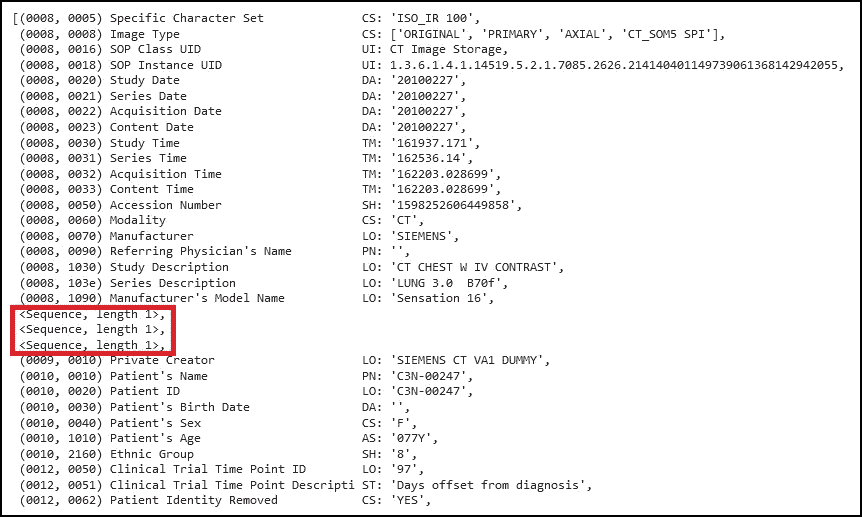 [(0008, 0005) Specific Character Set CS: 'ISO_IR 100',
(0008, 0008) Image Type CS: ['ORIGINAL', 'PRIMARY', 'AXIAL', 'CT_SOM5 SPI'],
(0008, 0016) SOP Class UID UI: CT Image Storage,
(0008, 0018) SOP Instance UID UI: 1.3.6.1.4.1.14519.5.2.1.7085.2626.214140401149739061368142942055,
(0008, 0020) Study Date DA: '20100227',
(0008, 0021) Series Date DA: '20100227',
(0008, 0022) Acquisition Date DA: '20100227',
(0008, 0023) Content Date DA: '20100227',
(0008, 0030) Study Time TM: '161937.171',
(0008, 0031) Series Time TM: '162536.14',
(0008, 0032) Acquisition Time TM: '162203.028699',
(0008, 0033) Content Time TM: '162203.028699',
(0008, 0050) Accession Number SH: '1598252606449858',
(0008, 0060) Modality CS: 'CT',
(0008, 0070) Manufacturer LO: 'SIEMENS',
(0008, 0090) Referring Physician's Name PN: '',
(0008, 1030) Study Description LO: 'CT CHEST W IV CONTRAST',
(0008, 103e) Series Description LO: 'LUNG 3.0  B70f',
(0008, 1090) Manufacturer's Model Name LO: 'Sensation 16',
<Sequence, length 1>,
<Sequence, length 1>,
<Sequence, length 1>,
(0009, 0010) Private Creator LO: 'SIEMENS CT VA1 DUMMY',
(0010, 0010) Patient's Name PN: 'C3N-00247',
(0010, 0020) Patient ID LO: 'C3N-00247',
(0010, 0030) Patient's Birth Date DA: '',
(0010, 0040) Patient's Sex CS: 'F',
(0010, 1010) Patient's Age AS: '077Y',
(0010, 2160) Ethnic Group SH: '8',
(0012, 0050) Clinical Trial Time Point ID LO: '97',
(0012, 0051) Clinical Trial Time Point Descripti ST: 'Days offset from diagnosis',
(0012, 0062) Patient Identity Removed CS: 'YES',